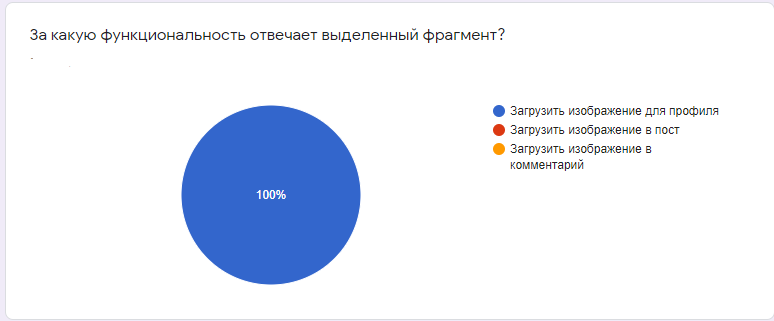 За какую функциональность отвечает выделенный фрагмент?
100%
Загрузить изображение для профиля
Загрузить изображение в пост
Загрузить изображение в
комментарий